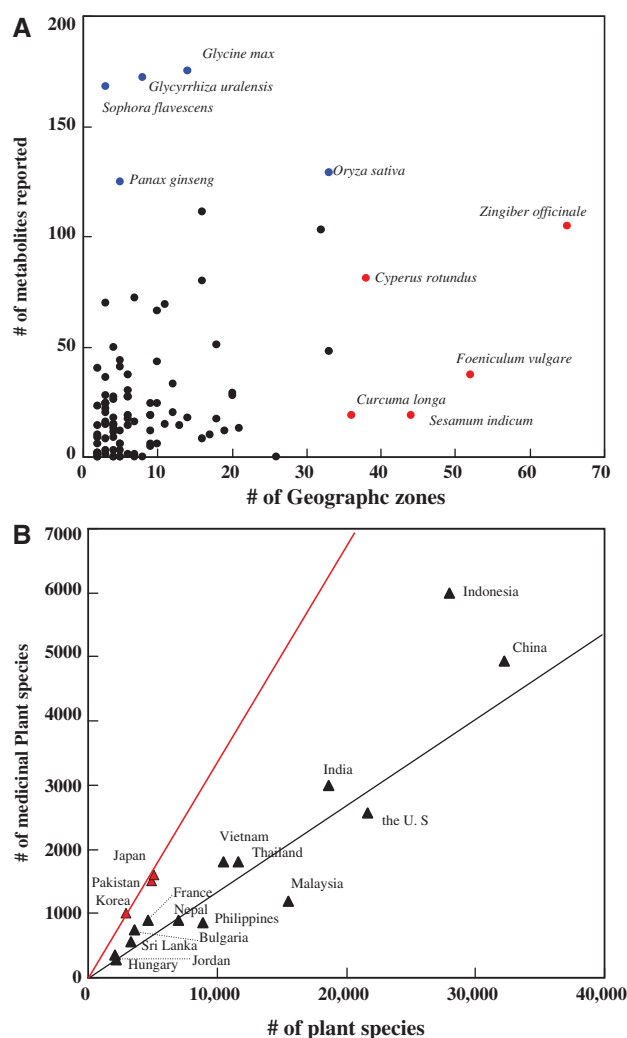 A
200
150
100
50
0
# of metabolites reported
Glycine max
Glycyrrhiza uralensis
Sophora flavescens
Panax ginseng
Oryza sativa
Zingiber officinale
Cyperus rotundus
Foeniculum vulgare
Curcuma longa
Sesamum indicum
0 10 20 30 40 50 60 70
# of Geographc zones
B
7000
6000
5000
4000
3000
2000
1000
0
# of medicinal Plant species
Indonesia
China
India
the U. S
Vietnam
Thailand
Japan
Malaysia
Pakistan
France
Korea
Nepal
Philippines
Bulgaria
Sri Lanka
Hungary
Jordan
0 10,000 20,000 30,000 40,000
# of plant species